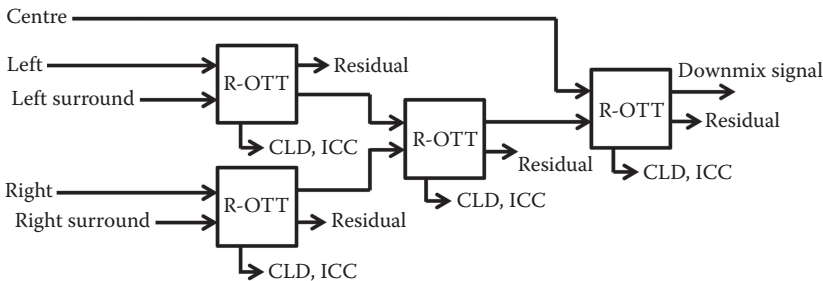 Centre
Left
R-OTT
Residual
Left surround
CLD, ICC
R-OTT
Residual
CLD, ICC
R-OTT
Downmix signal
Residual
CLD, ICC
Right
R-OTT
Right surround
Residual
CLD, ICC